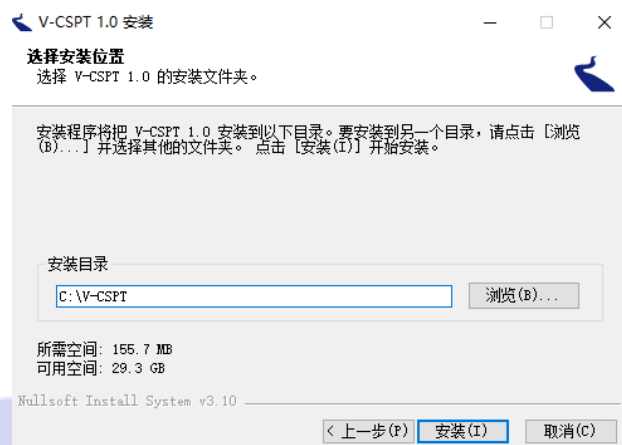 V-CSPT 1.0 安装
选择安装位置
选择 V-CSPT 1.0 的安装文件夹。
安装程序将把 V-CSPT 1.0 安装到以下目录。要安装到另一个目录，请点击 [浏览
(B)...] 并选择其他的文件夹。 点击 [安装(I)] 开始安装。
安装目录
C:\V-CSPT
浏览(B)...
所需空间: 155.7 MB
可用空间: 29.3 GB
Nullsoft Install System v3.10
< 上一步(P)
安装(I)
取消(C)